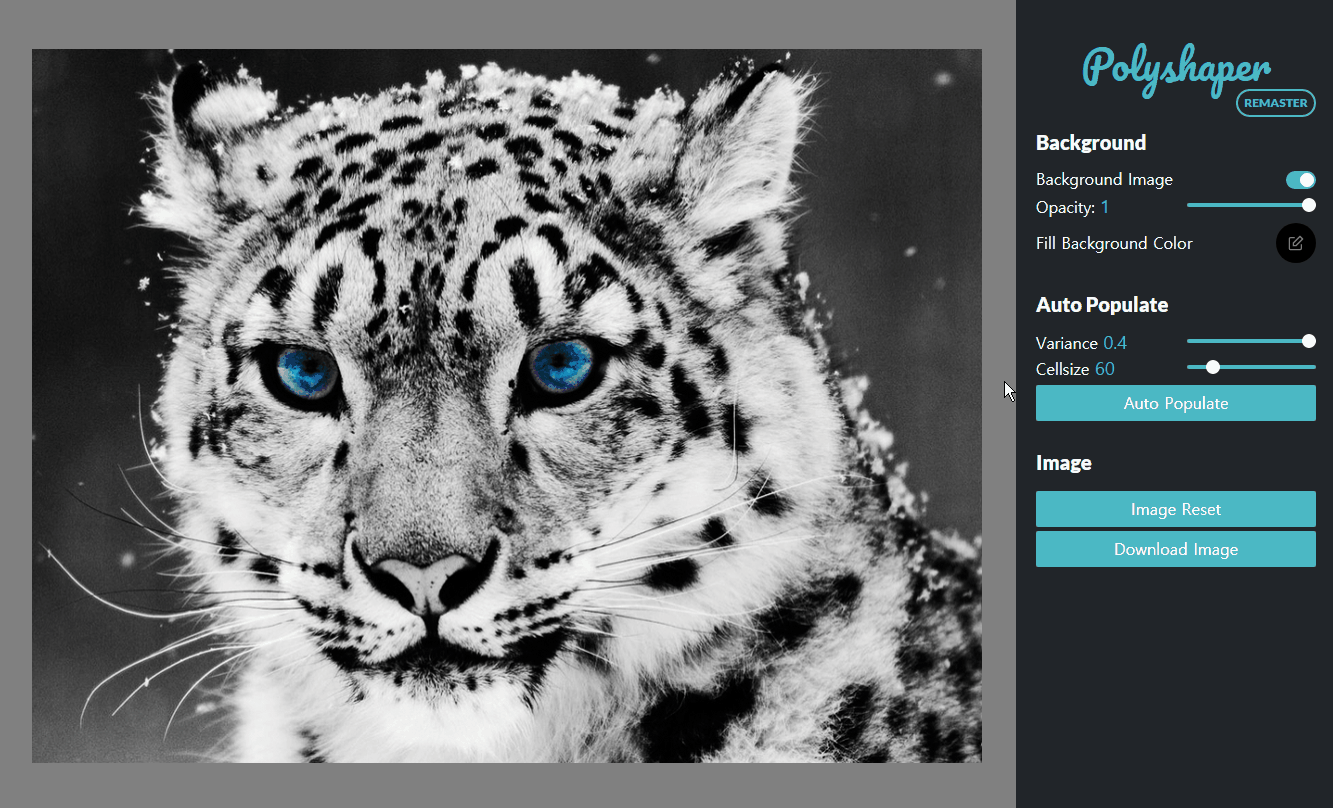 Polyshaper
REMASTER
Background
Background Image
Opacity: 1
Fill Background Color
Auto Populate
Variance 0.4
Cellsize 60
Auto Populate
Image
Image Reset
Download Image